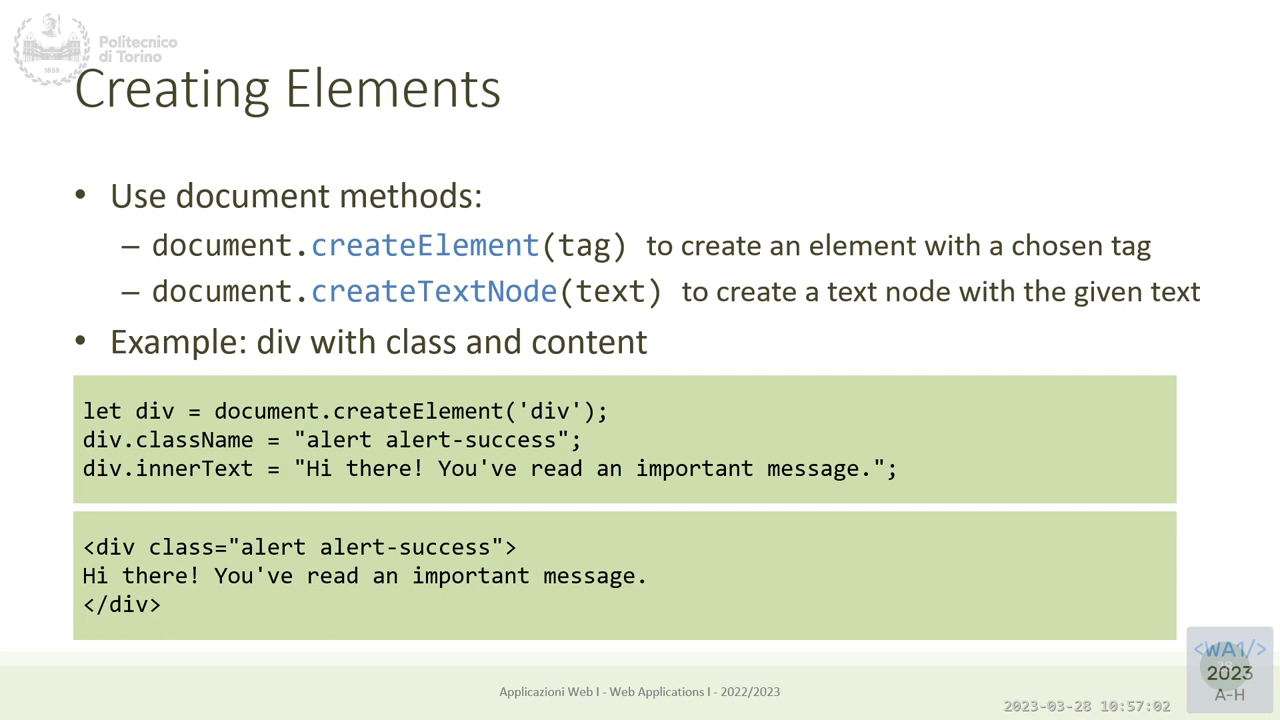 Politecnico
di Torino
1859
Creating Elements
• Use document methods:
– document.createElement(tag) to create an element with a chosen tag
– document.createTextNode(text) to create a text node with the given text
• Example: div with class and content
let div = document.createElement('div');
div.className = "alert alert-success";
div.innerText = "Hi there! You've read an important message.";
<div class="alert alert-success">
Hi there! You've read an important message.
</div>
Applicazioni Web I - Web Applications I - 2022/2023
2023-03-28 10:57:02
<WA1/>
2023
A-H